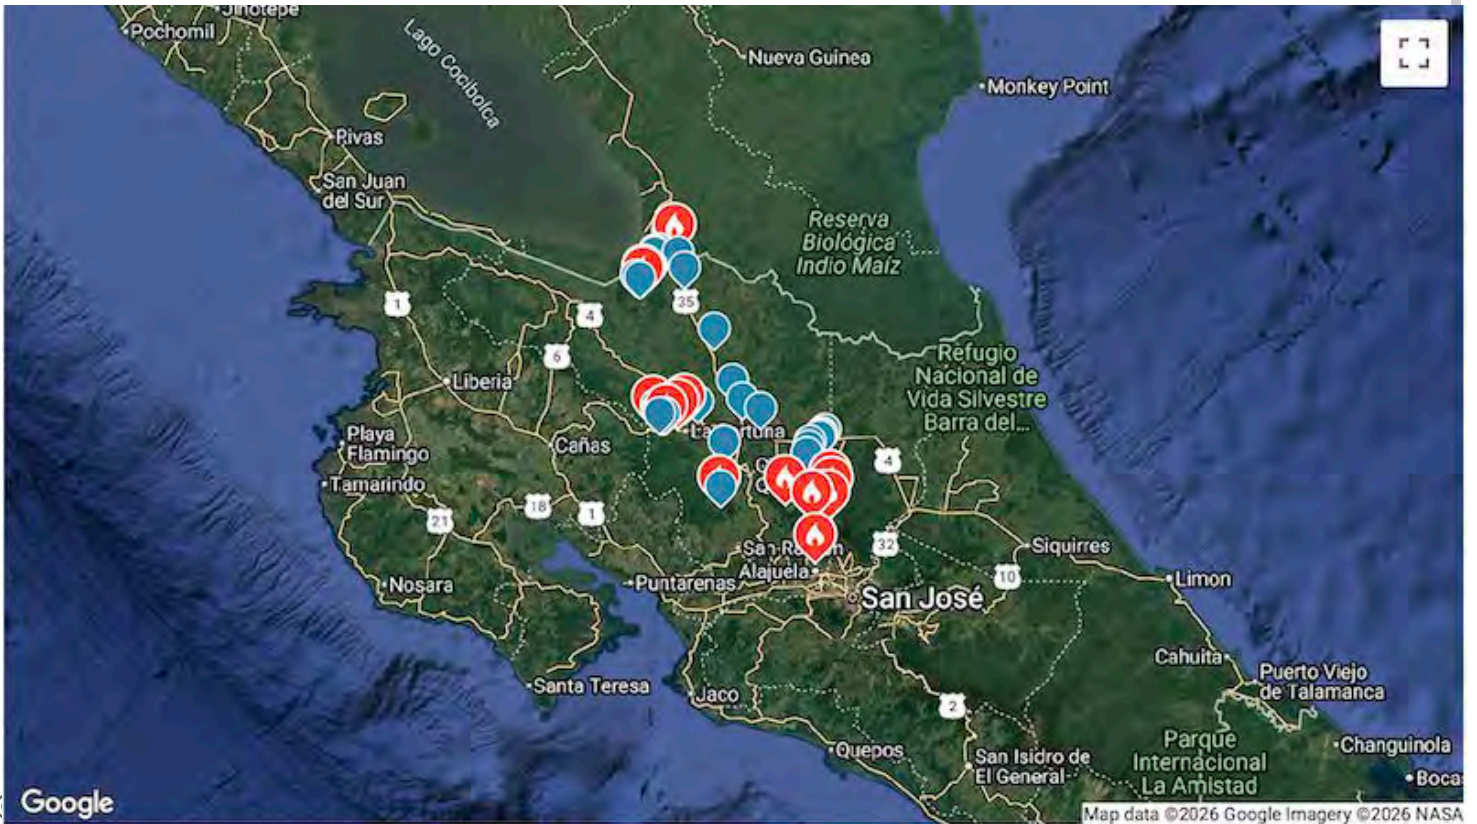 Jinotepe
Pochomil
Lago Cocibolca
Nueva Guinea
Monkey Point
Rivas
San Juan
del Sur
Reserva
Biológica
Indio Maíz
1
4
35
6
Refugio
Nacional de
Vida Silvestre
Barra del...
Liberia
Playa
Flamingo
Cañas
Tamarindo
4
18
1
21
32
Siquirres
Alajuela
10
Limon
Nosara
Puntarenas
San José
Cahuita
Puerto Viejo
de Talamanca
Santa Teresa
Jaco
2
Parque
Internacional
La Amistad
Changuinola
Quepos
San Isidro de
El General
Boca
Google
Map data ©2026 Google Imagery ©2026 NASA